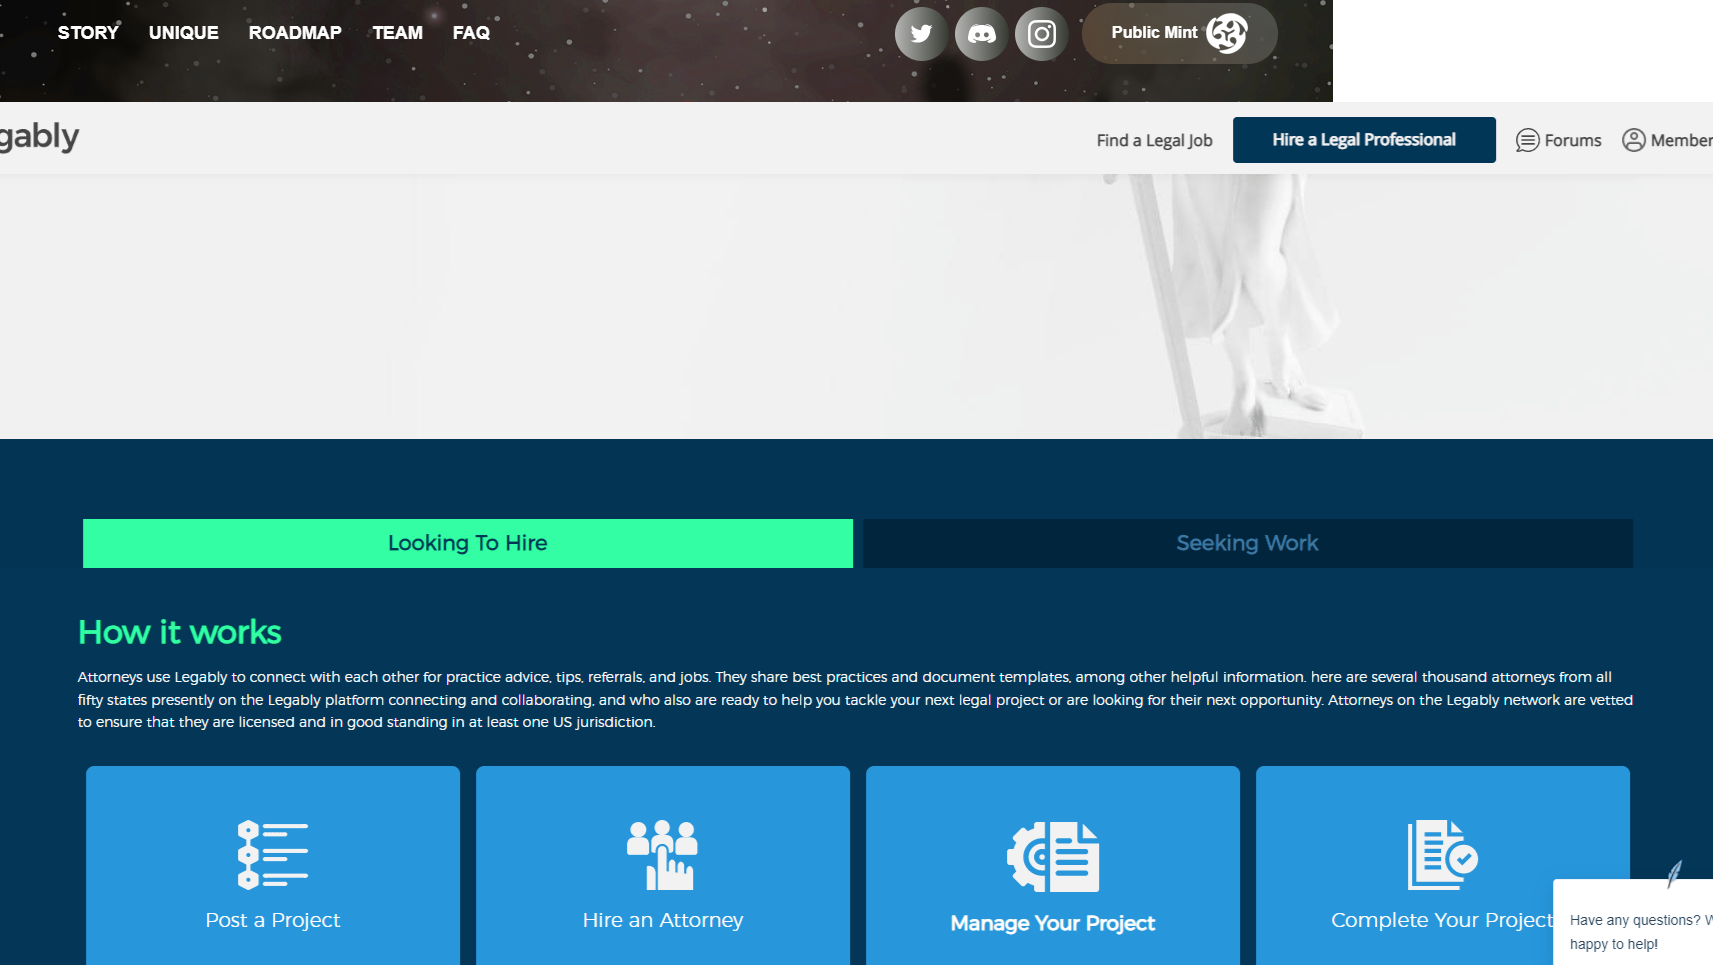 STORY UNIQUE ROADMAP TEAM FAQ Public Mint
gably Find a Legal Job Hire a Legal Professional Forums Member
Looking To Hire Seeking Work
How it works
Attorneys use Legably to connect with each other for practice advice, tips, referrals, and jobs. They share best practices and document templates, among other helpful information. here are several thousand attorneys from all
fifty states presently on the Legably platform connecting and collaborating, and who also are ready to help you tackle your next legal project or are looking for their next opportunity. Attorneys on the Legably network are vetted
to ensure that they are licensed and in good standing in at least one US jurisdiction.
Post a Project Hire an Attorney Manage Your Project Complete Your Project
Have any questions? W
happy to help!